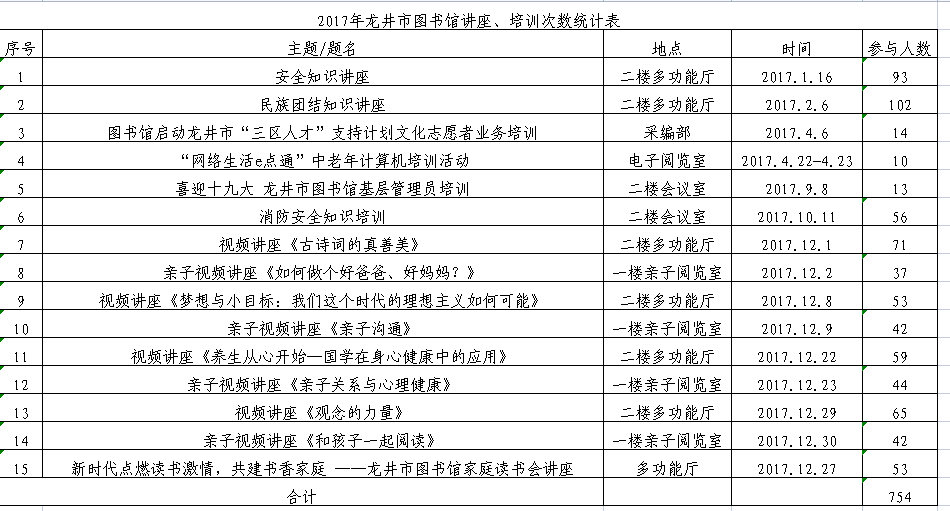 2017年龙井市图书馆讲座、培训次数统计表
序号 主题/题名 地点 时间 参与人数
1 安全知识讲座 二楼多功能厅 2017.1.16 93
2 民族团结知识讲座 二楼多功能厅 2017.2.6 102
3 图书馆启动龙井市“三区人才”支持计划文化志愿者业务培训 采编部 2017.4.6 14
4 “网络生活e点通”中老年计算机培训活动 电子阅览室 2017.4.22-4.23 10
5 喜迎十九大 龙井市图书馆基层管理员培训 二楼会议室 2017.9.8 13
6 消防安全知识培训 二楼会议室 2017.10.11 56
7 视频讲座《古诗词的真善美》 二楼多功能厅 2017.12.1 71
8 亲子视频讲座《如何做个好爸爸、好妈妈？》 一楼亲子阅览室 2017.12.2 37
9 视频讲座《梦想与小目标：我们这个时代的理想主义如何可能》 二楼多功能厅 2017.12.8 53
10 亲子视频讲座《亲子沟通》 一楼亲子阅览室 2017.12.9 42
11 视频讲座《养生从心开始—国学在身心健康中的应用》 二楼多功能厅 2017.12.22 59
12 亲子视频讲座《亲子关系与心理健康》 一楼亲子阅览室 2017.12.23 44
13 视频讲座《观念的力量》 二楼多功能厅 2017.12.29 65
14 亲子视频讲座《和孩子一起阅读》 一楼亲子阅览室 2017.12.30 42
15 新时代点燃读书激情，共建书香家庭 ——龙井市图书馆家庭读书会讲座 多功能厅 2017.12.27 53
合计 754